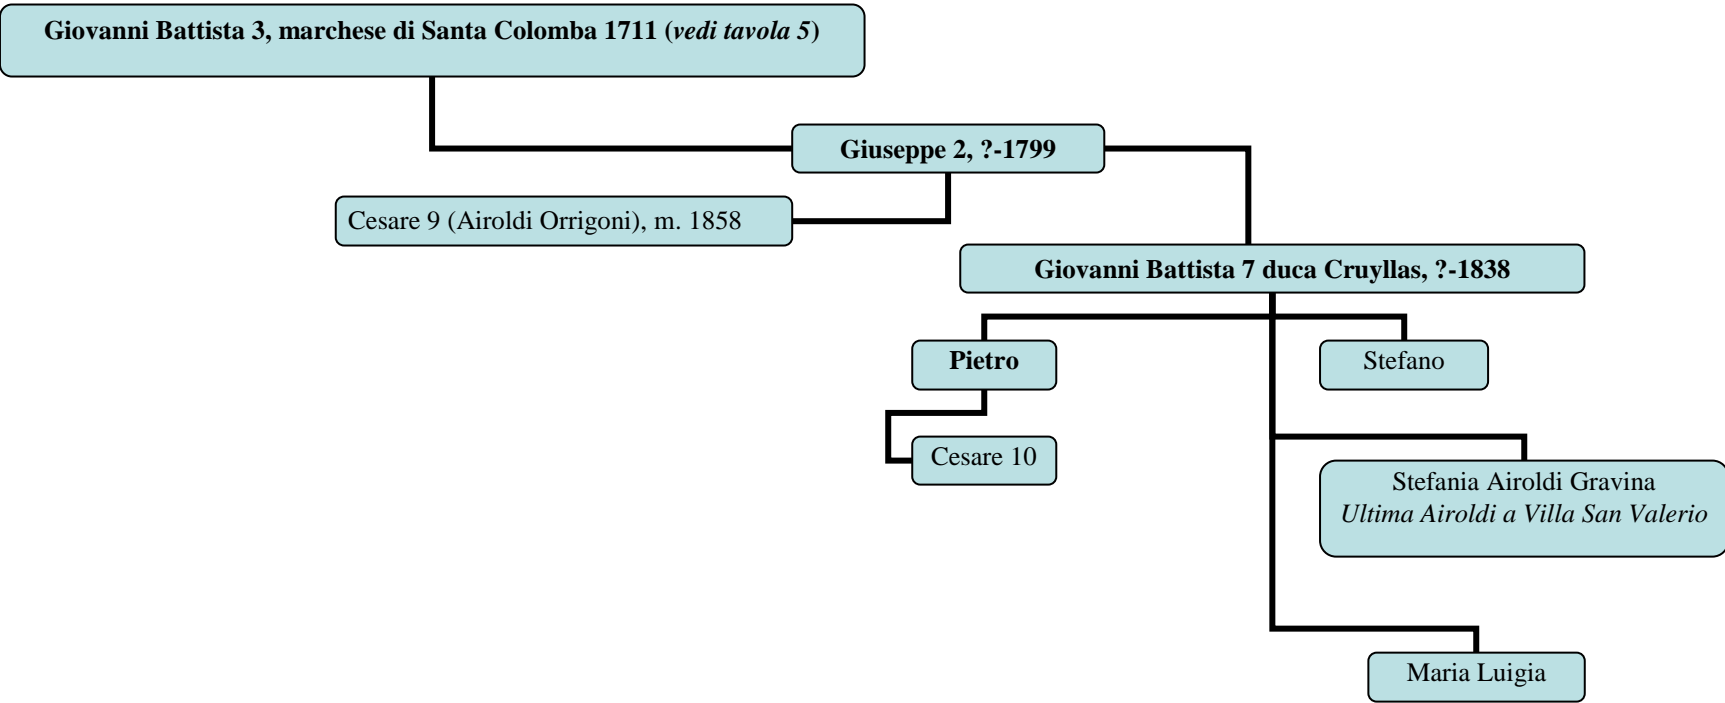 Giovanni Battista 3, marchese di Santa Colomba 1711 (vedi tavola 5)
Giuseppe 2, ?-1799
Cesare 9 (Airoldi Orrigoni), m. 1858
Giovanni Battista 7 duca Cruyllas, ?-1838
Pietro
Stefano
Cesare 10
Stefania Airoldi Gravina
Ultima Airoldi a Villa San Valerio
Maria Luigia